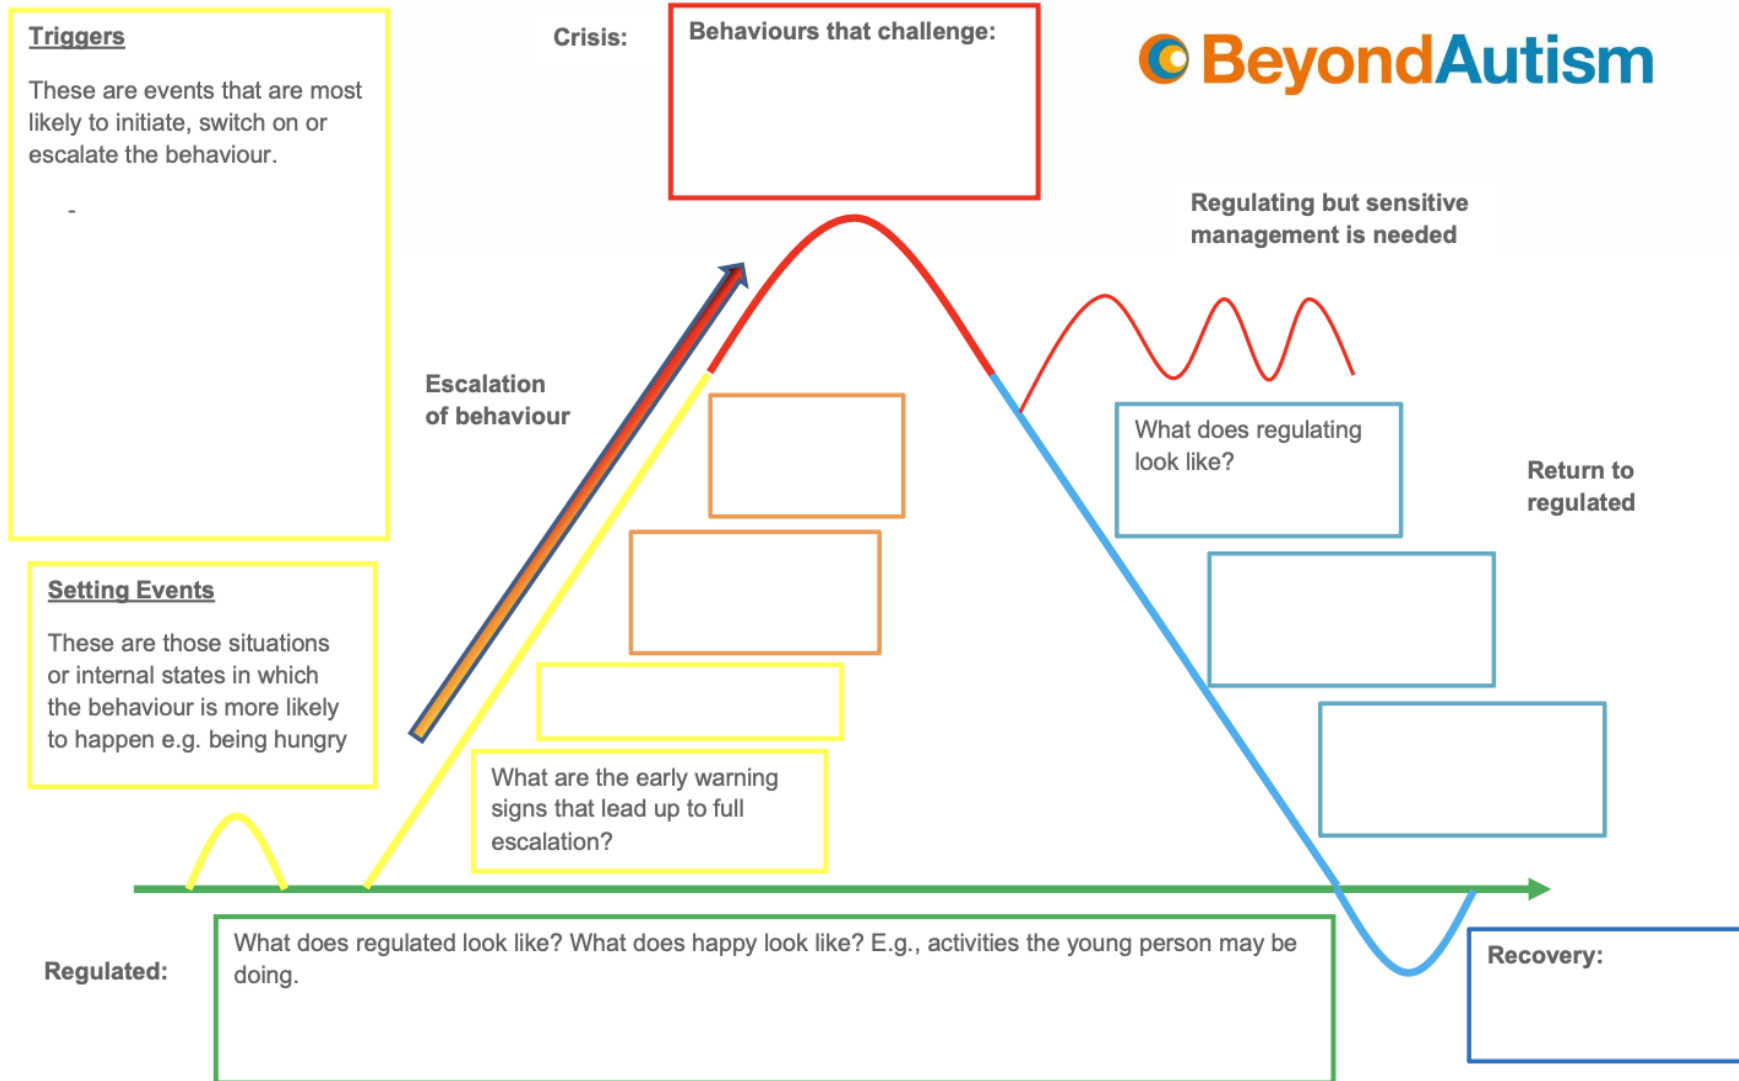 Triggers
These are events that are most
likely to initiate, switch on or
escalate the behaviour.
-
Crisis:
Behaviours that challenge:
BeyondAutism
Regulating but sensitive
management is needed
Escalation
of behaviour
What does regulating
look like?
Return to
regulated
Setting Events
These are those situations
or internal states in which
the behaviour is more likely
to happen e.g. being hungry
What are the early warning
signs that lead up to full
escalation?
Regulated:
What does regulated look like? What does happy look like? E.g., activities the young person may be
doing.
Recovery: